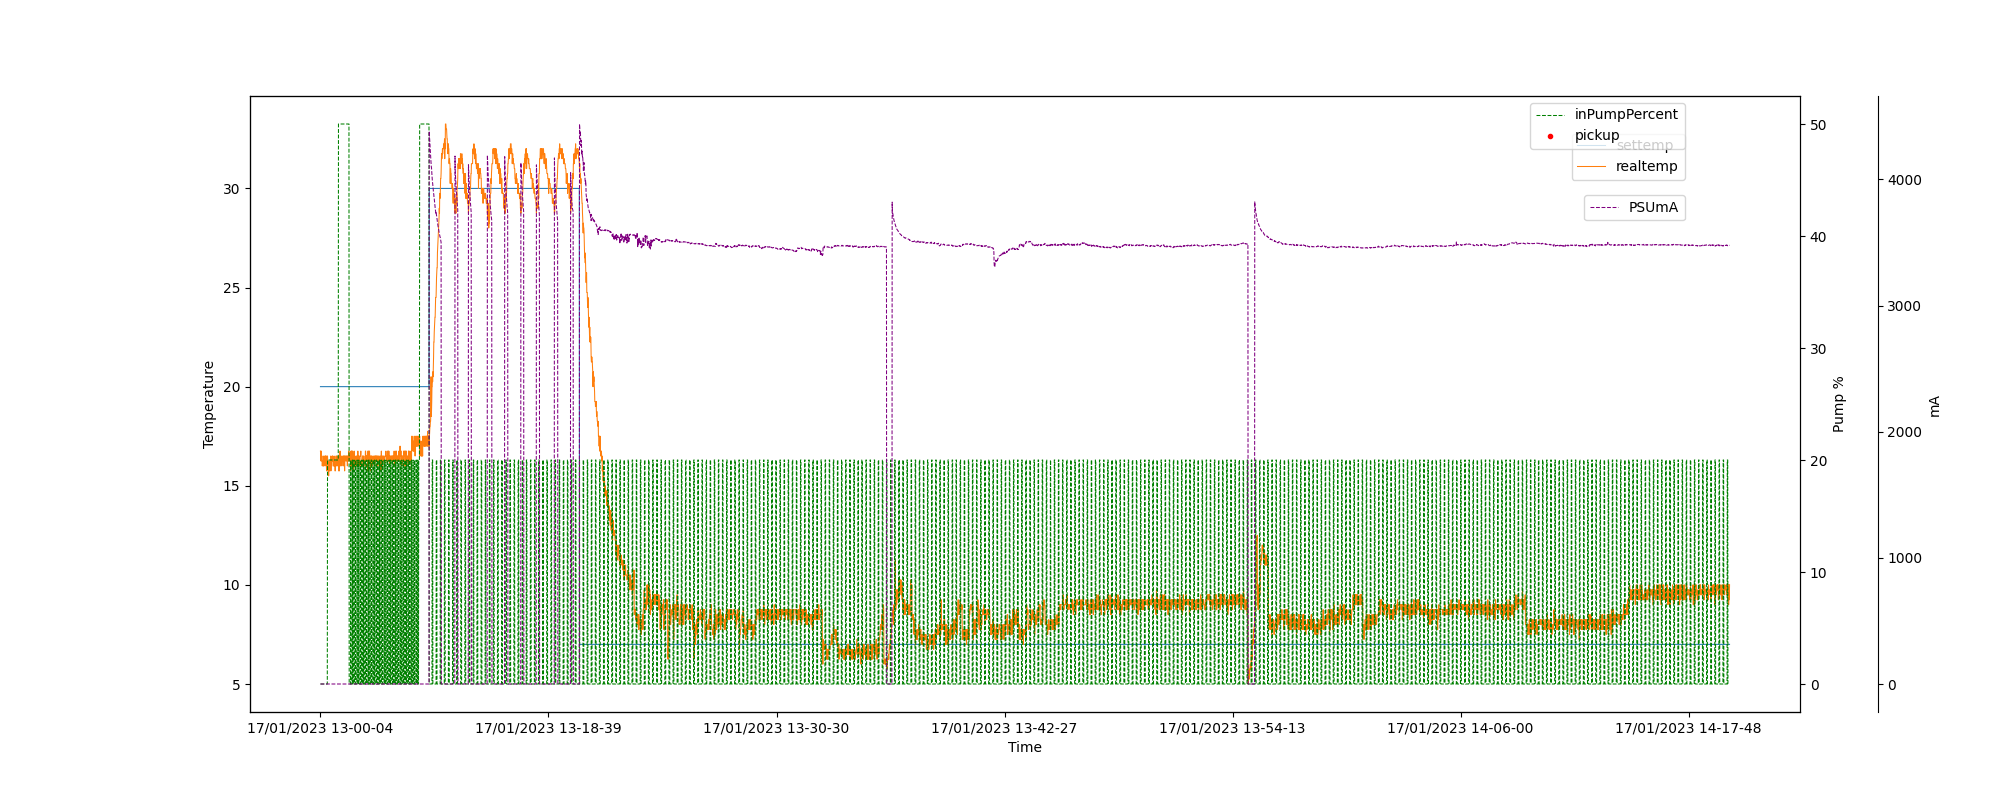 inPumpPercent
pickup
settemp
realtemp
PSUmA
Temperature
30
25
20
15
10
5
50
40
30
20
10
0
Pump %
4000
3000
2000
1000
0
mA
17/01/2023 13-00-04
17/01/2023 13-18-39
17/01/2023 13-30-30
17/01/2023 13-42-27
17/01/2023 13-54-13
17/01/2023 14-06-00
17/01/2023 14-17-48
Time